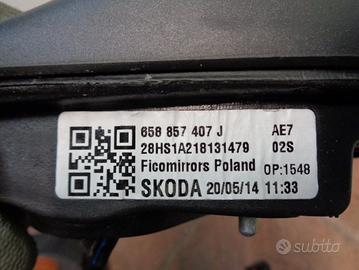 658 857 407 J AE7
28HS1A218131479 02S
Ficomirrors Poland OP:1548
SKODA 20/05/14 11:33
subito